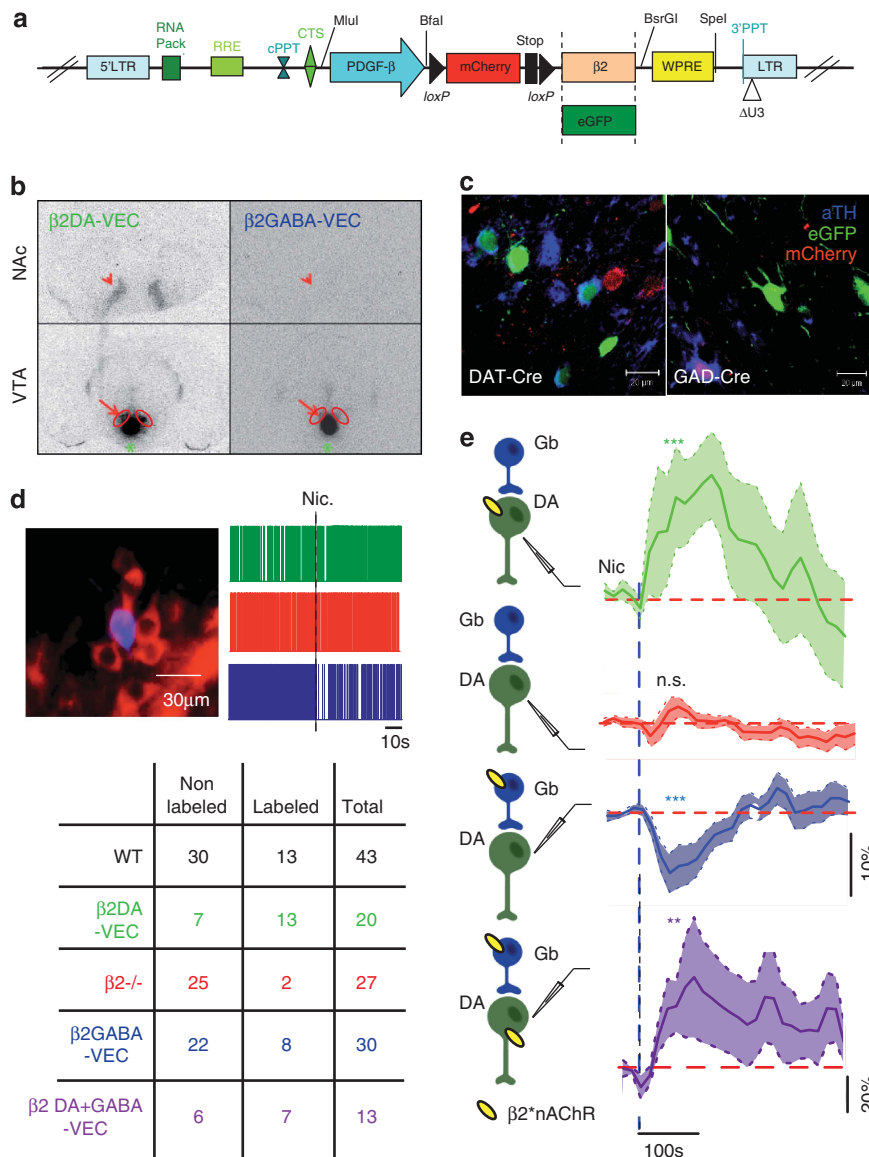 a
RNA
Pack
RRE
cPPT
CTS
MluI
BfaI
Stop
BsrGI
SpeI
3'PPT
5'LTR
PDGF-β
mCherry
β2
WPRE
LTR
loxP
loxP
eGFP
ΔU3
b
β2DA-VEC
β2GABA-VEC
NAc
VTA
*
*
c
aTH
eGFP
mCherry
DAT-Cre
20 μm
GAD-Cre
20 μm
d
Nic.
30μm
10s
Non labeled
Labeled
Total
WT 30 13 43
β2DA
-VEC 7 13 20
β2-/- 25 2 27
β2GABA
-VEC 22 8 30
β2 DA+GABA
-VEC 6 7 13
e
Gb
DA
Nic
***
Gb
DA
n.s.
Gb
DA
***
10%
Gb
DA
**
20%
β2*nAChR
100s